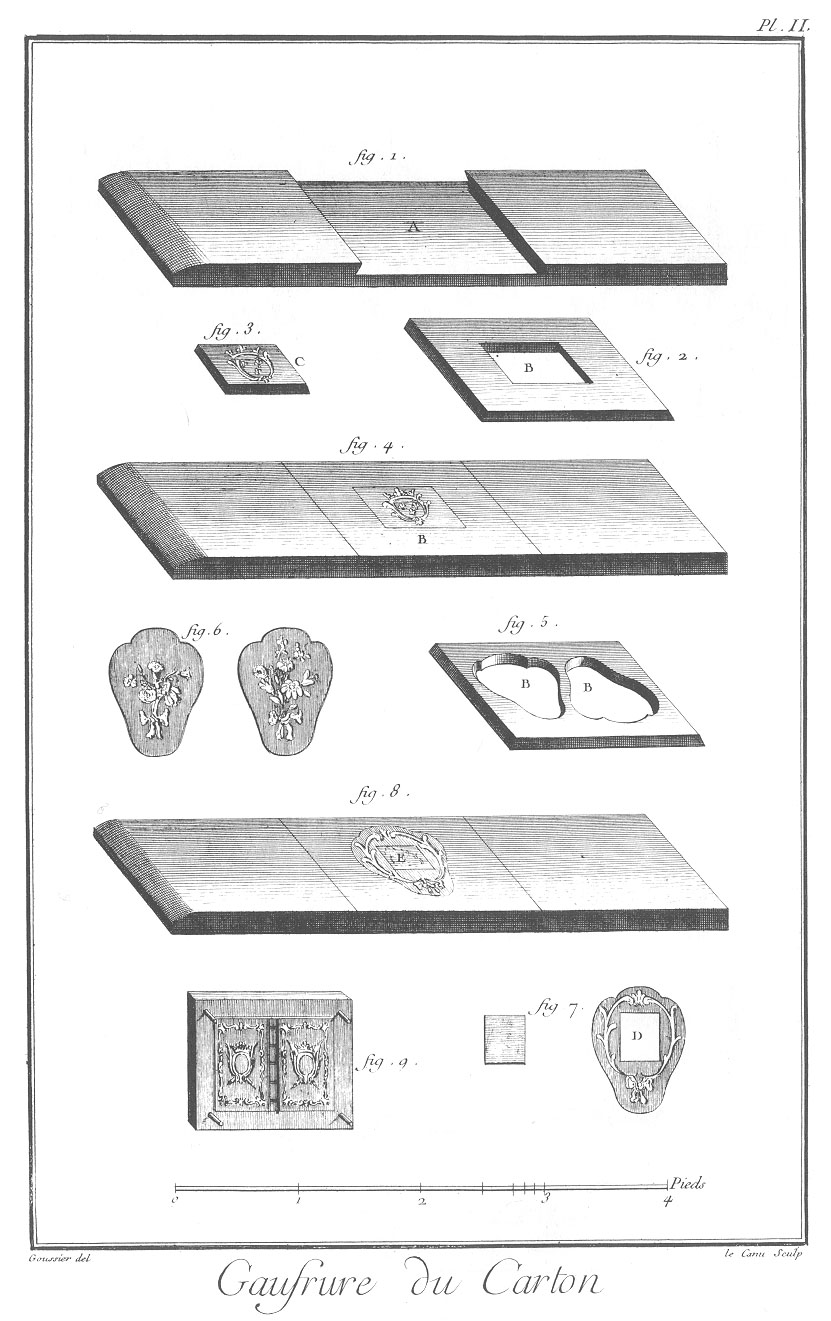 Pl. II.
fig. 1.
A
fig. 3.
C
fig. 2.
B
fig. 4.
B
fig. 6.
fig. 5.
B B
fig. 8.
E
fig 7.
D
fig. 9.
0 1 2 3 4 Pieds
Goussier del
le Canu Sculp
Gaufrure du Carton